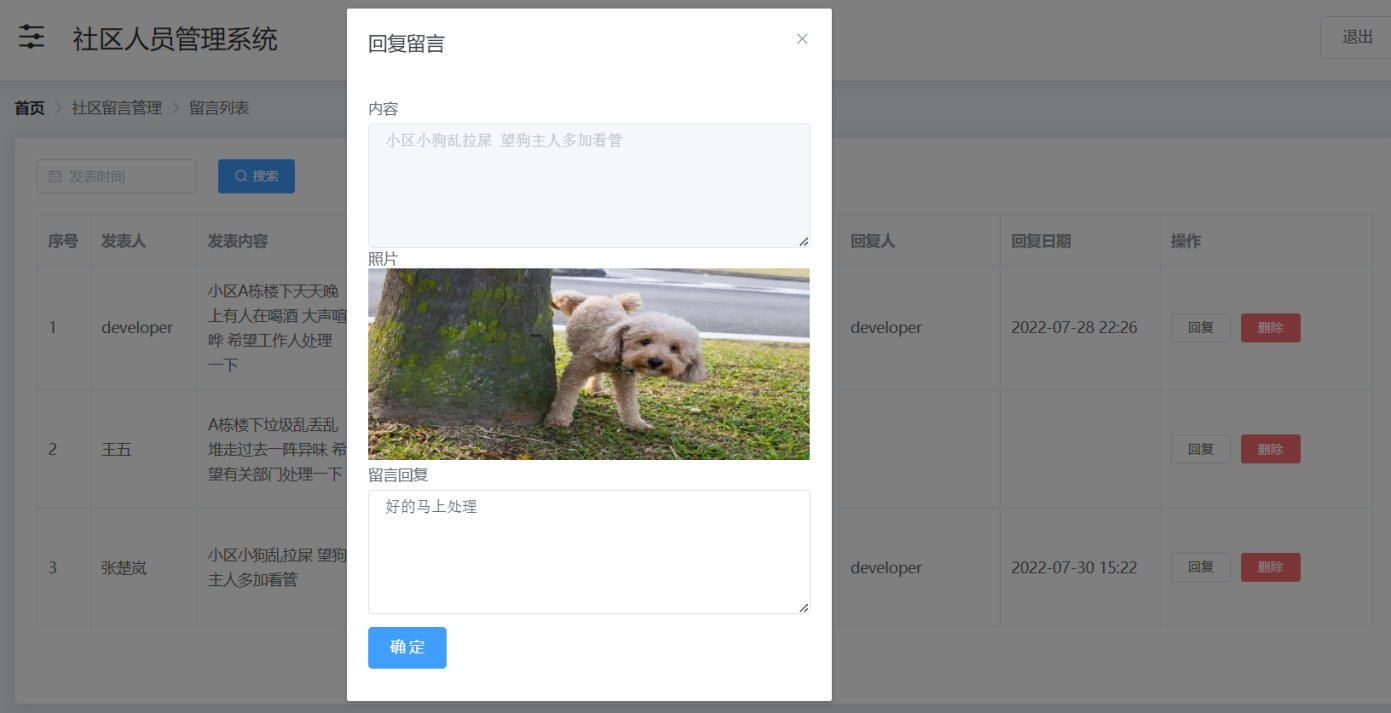 社区人员管理系统
退出
首页 > 社区留言管理 > 留言列表
发表时间
搜索
序号 发表人 发表内容 回复人 回复日期 操作
1 developer 小区A栋楼下天天晚
上有人在喝酒 大声喧
哗 希望工作人处理
一下
developer 2022-07-28 22:26 回复 删除
2 王五 A栋楼下垃圾乱丢乱
堆走过去一阵异味 希
望有关部门处理一下
回复 删除
3 张楚岚 小区小狗乱拉屎 望狗
主人多加看管
developer 2022-07-30 15:22 回复 删除
回复留言
内容
小区小狗乱拉屎 望狗主人多加看管
照片
留言回复
好的马上处理
确定